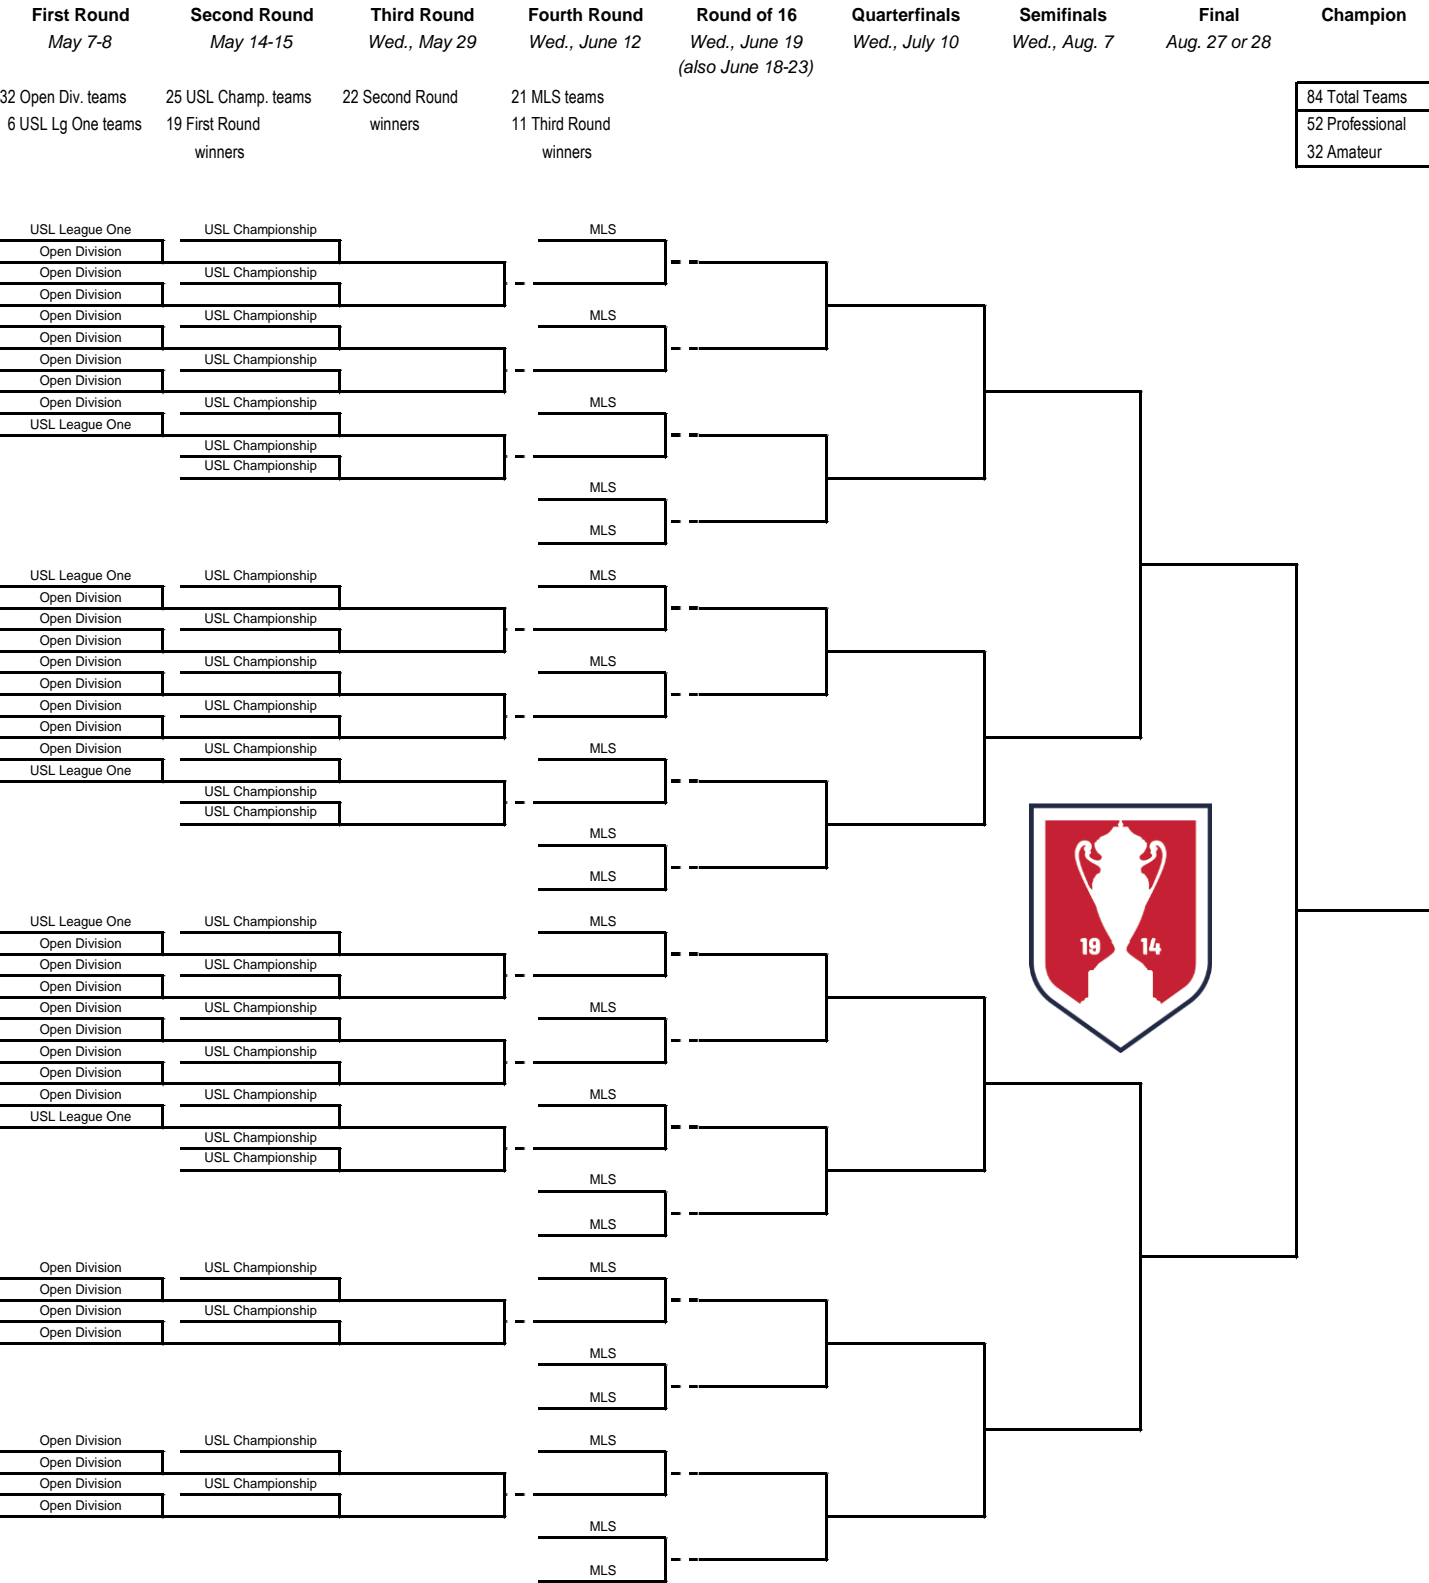 First Round Second Round Third Round Fourth Round Round of 16 Quarterfinals Semifinals Final Champion
May 7-8 May 14-15 Wed., May 29 Wed., June 12 Wed., June 19 Wed., July 10 Wed., Aug. 7 Aug. 27 or 28
(also June 18-23)
32 Open Div. teams 25 USL Champ. teams 22 Second Round 21 MLS teams 84 Total Teams
6 USL Lg One teams 19 First Round winners 11 Third Round 52 Professional
winners winners 32 Amateur
USL League One USL Championship MLS
Open Division
Open Division USL Championship
Open Division
Open Division USL Championship MLS
Open Division
Open Division USL Championship
Open Division
Open Division USL Championship MLS
USL League One
USL Championship
USL Championship
MLS
MLS
USL League One USL Championship MLS
Open Division
Open Division USL Championship
Open Division
Open Division USL Championship MLS
Open Division
Open Division USL Championship
Open Division
Open Division USL Championship MLS
USL League One
USL Championship
USL Championship
MLS
MLS
USL League One USL Championship MLS
Open Division
19 14
Open Division USL Championship
Open Division
Open Division USL Championship MLS
Open Division
Open Division USL Championship
Open Division
Open Division USL Championship MLS
USL League One
USL Championship
USL Championship
MLS
MLS
Open Division USL Championship MLS
Open Division
Open Division USL Championship
Open Division
MLS
MLS
Open Division USL Championship MLS
Open Division
Open Division USL Championship
Open Division
MLS
MLS